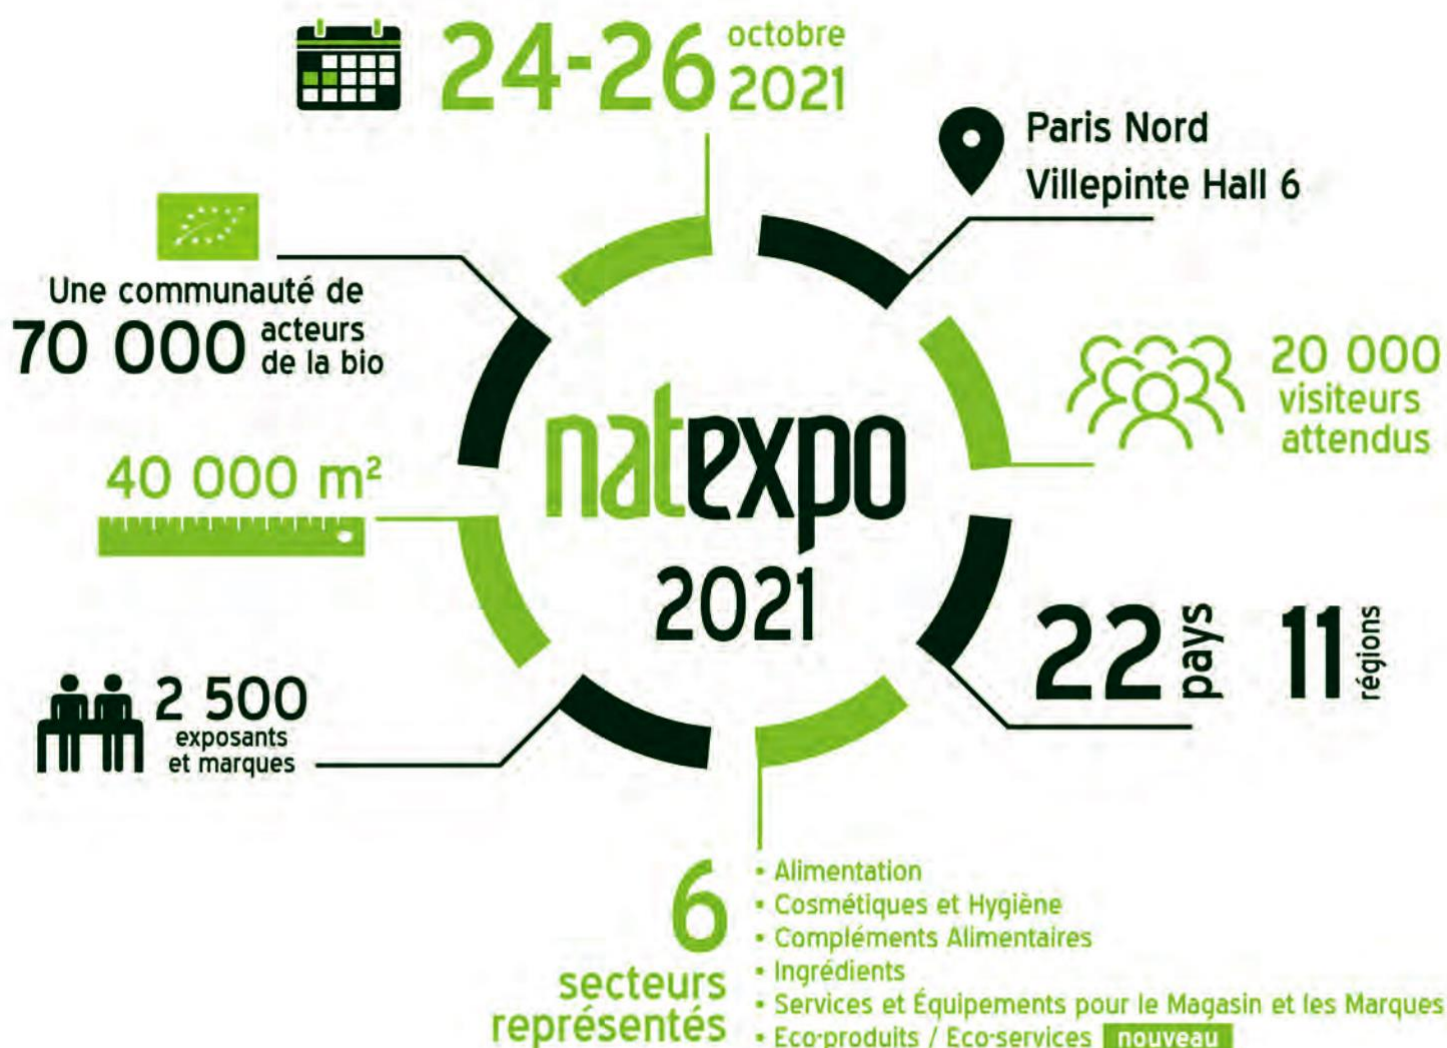 24-26 octobre
2021
Paris Nord
Villepinte Hall 6
Une communauté de
70 000 acteurs
de la bio
20 000
visiteurs
attendus
40 000 m²
natexpo
2021
22 pays 11 régions
2 500
exposants
et marques
6
secteurs
représentés
• Alimentation
• Cosmétiques et Hygiène
• Compléments Alimentaires
• Ingrédients
• Services et Équipements pour le Magasin et les Marques
• Eco-produits / Eco-services nouveau